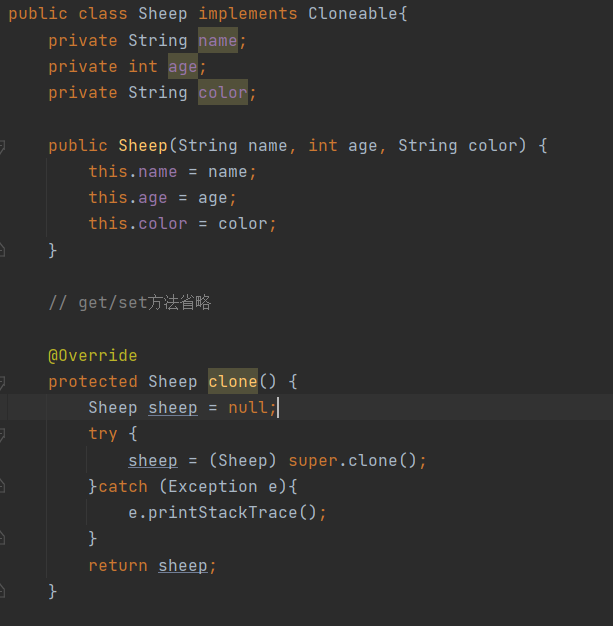 public class Sheep implements Cloneable{
private String name;
private int age;
private String color;
public Sheep(String name, int age, String color) {
this.name = name;
this.age = age;
this.color = color;
}
// get/set方法省略
@Override
protected Sheep clone() {
Sheep sheep = null;
try {
sheep = (Sheep) super.clone();
}catch (Exception e){
e.printStackTrace();
}
return sheep;
}